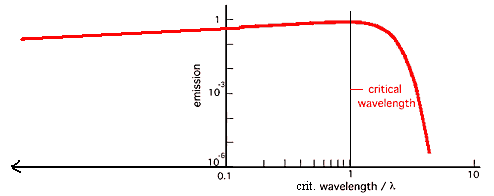 1
emission
10-3
critical
wavelength
10-6
0.1
1
10
crit. wavelength / λ